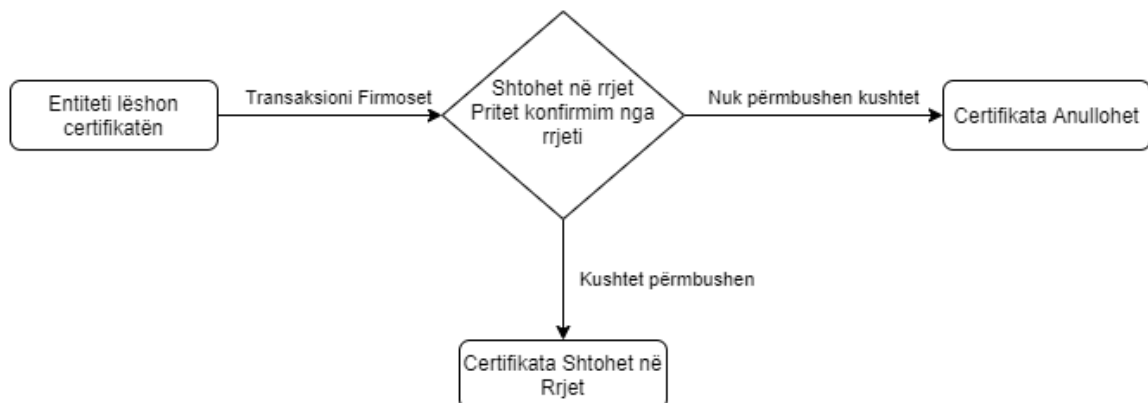 Entiteti lëshon
certifikatën
Transaksioni Firmoset
Shtohet në rrjet
Pritet konfirmim nga
rrjeti
Nuk përmbushen kushtet
Certifikata Anullohet
Kushtet përmbushen
Certifikata Shtohet në
Rrjet